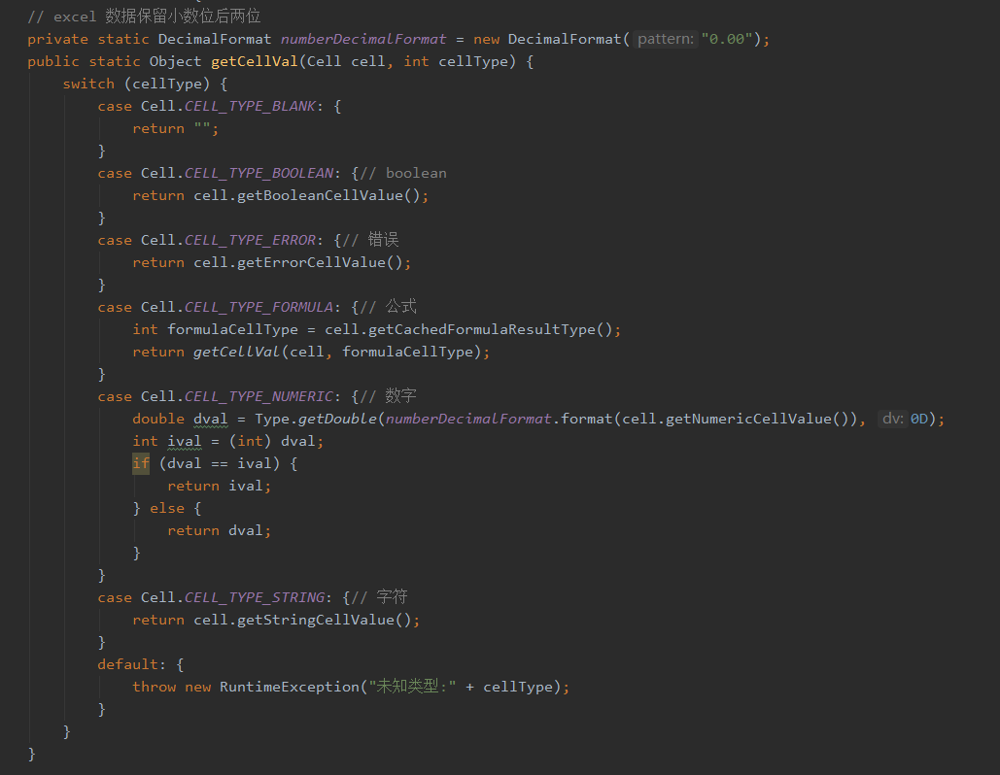 // excel 数据保留小数位后两位
private static DecimalFormat numberDecimalFormat = new DecimalFormat( pattern: "0.00");
public static Object getCellVal(Cell cell, int cellType) {
switch (cellType) {
case Cell.CELL_TYPE_BLANK: {
return "";
}
case Cell.CELL_TYPE_BOOLEAN: {// boolean
return cell.getBooleanCellValue();
}
case Cell.CELL_TYPE_ERROR: {// 错误
return cell.getErrorCellValue();
}
case Cell.CELL_TYPE_FORMULA: {// 公式
int formulaCellType = cell.getCachedFormulaResultType();
return getCellVal(cell, formulaCellType);
}
case Cell.CELL_TYPE_NUMERIC: {// 数字
double dval = Type.getDouble(numberDecimalFormat.format(cell.getNumericCellValue()), dv: 0D);
int ival = (int) dval;
if (dval == ival) {
return ival;
} else {
return dval;
}
}
case Cell.CELL_TYPE_STRING: {// 字符
return cell.getStringCellValue();
}
default: {
throw new RuntimeException("未知类型:" + cellType);
}
}
}